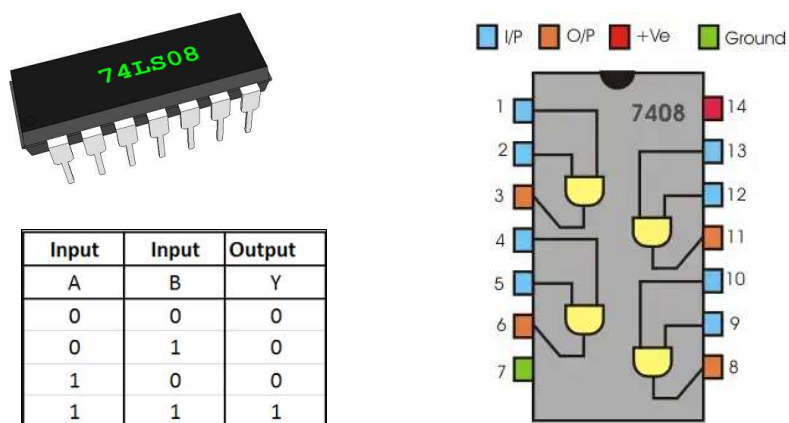 74LS08
I/P O/P +Ve Ground
7408
1 14
2 13
3 12
4 11
5 10
6 9
7 8
Input Input Output
A B Y
0 0 0
0 1 0
1 0 0
1 1 1